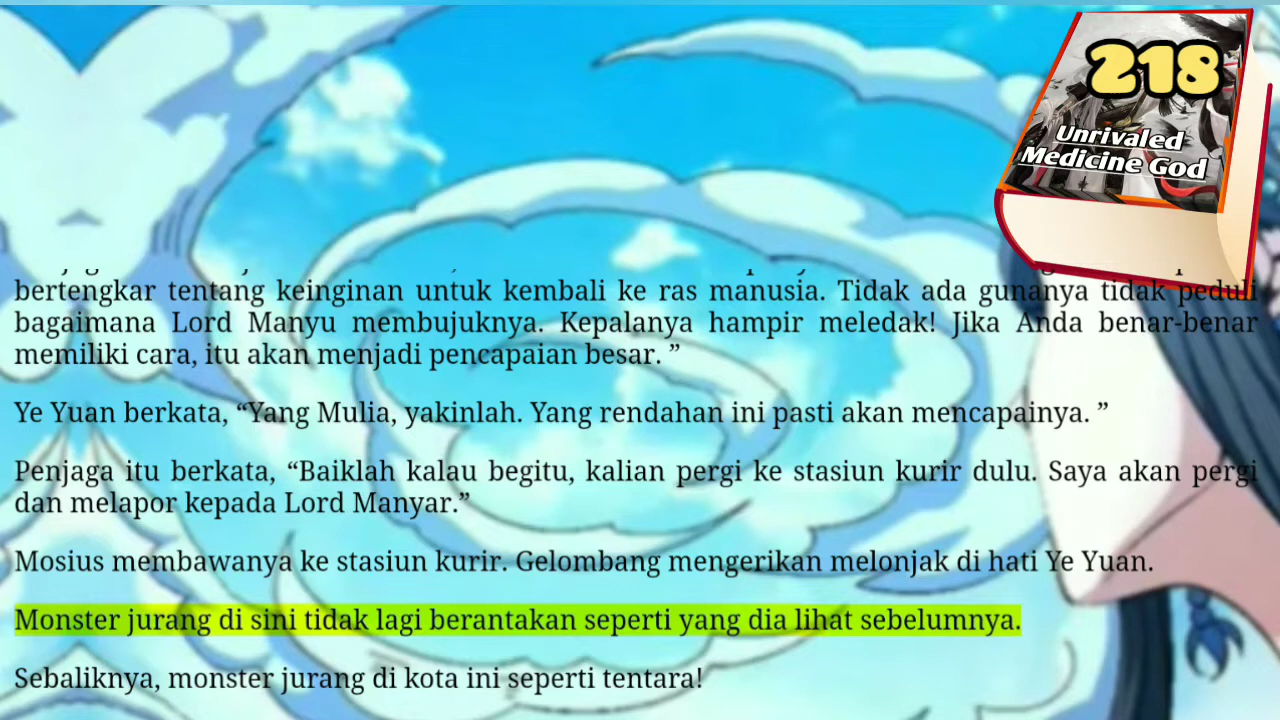 218
Unrivaled
Medicine God
bertengkar tentang keinginan untuk kembali ke ras manusia. Tidak ada gunanya tidak peduli
bagaimana Lord Manyu membujuknya. Kepalanya hampir meledak! Jika Anda benar-benar
memiliki cara, itu akan menjadi pencapaian besar. ”
Ye Yuan berkata, “Yang Mulia, yakinlah. Yang rendahan ini pasti akan mencapainya. ”
Penjaga itu berkata, “Baiklah kalau begitu, kalian pergi ke stasiun kurir dulu. Saya akan pergi
dan melapor kepada Lord Manyar.”
Mosius membawanya ke stasiun kurir. Gelombang mengerikan melonjak di hati Ye Yuan.
Monster jurang di sini tidak lagi berantakan seperti yang dia lihat sebelumnya.
Sebaliknya, monster jurang di kota ini seperti tentara!